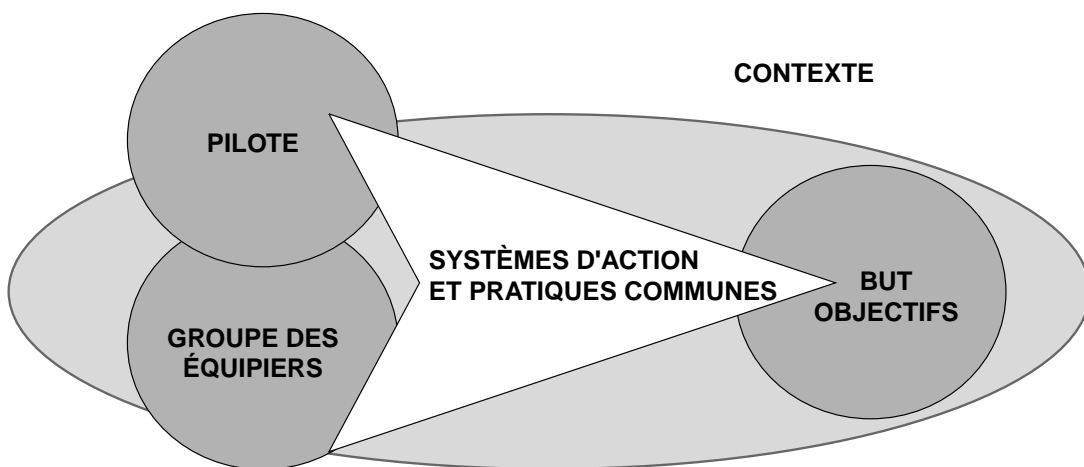 CONTEXTE
PILOTE
SYSTÈMES D'ACTION
ET PRATIQUES COMMUNES
BUT
OBJECTIFS
GROUPE DES
ÉQUIPIERS